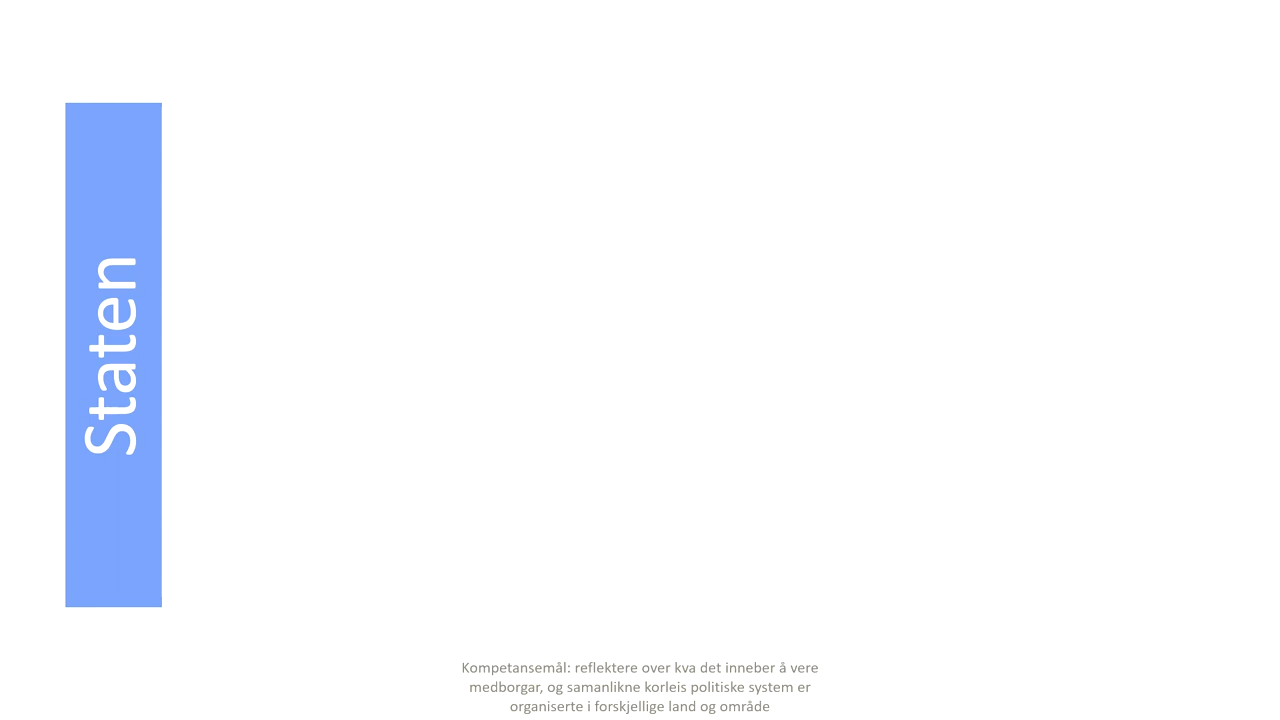 Staten
Kompetansemål: reflektere over kva det inneber å vere
medborgar, og samanlikne korleis politiske system er
organiserte i forskjellige land og område